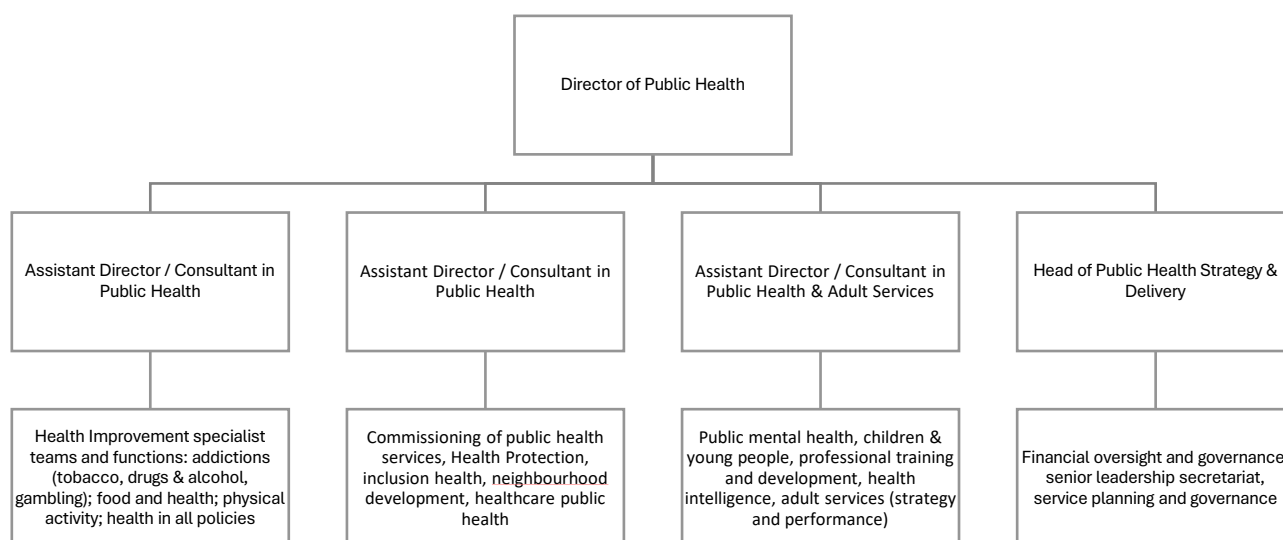 Director of Public Health
Assistant Director / Consultant in
Public Health
Assistant Director / Consultant in
Public Health
Assistant Director / Consultant in
Public Health & Adult Services
Head of Public Health Strategy &
Delivery
Health Improvement specialist
teams and functions: addictions
(tobacco, drugs & alcohol,
gambling); food and health; physical
activity; health in all policies
Commissioning of public health
services, Health Protection,
inclusion health, neighbourhood
development, healthcare public
health
Public mental health, children &
young people, professional training
and development, health
intelligence, adult services (strategy
and performance)
Financial oversight and governance
senior leadership secretariat,
service planning and governance